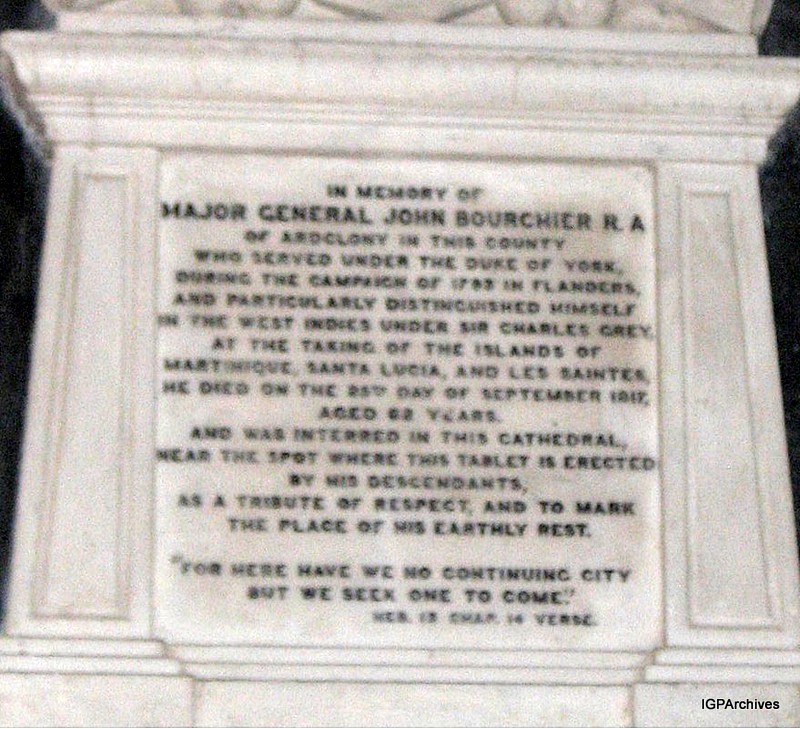 IN MEMORY OF
MAJOR GENERAL JOHN BOURCHIER R.A
OF ARDCLONY IN THIS COUNTY
WHO SERVED UNDER THE DUKE OF YORK,
DURING THE CAMPAIGN OF 1793 IN FLANDERS,
AND PARTICULARLY DISTINGUISHED HIMSELF
IN THE WEST INDIES UNDER SIR CHARLES GREY,
AT THE TAKING OF THE ISLANDS OF
MARTINIQUE, SANTA LUCIA, AND LES SAINTES,
HE DIED ON THE 25TH DAY OF SEPTEMBER 1817,
AGED 62 YEARS.
AND WAS INTERRED IN THIS CATHEDRAL,
NEAR THE SPOT WHERE THIS TABLET IS ERECTED
BY HIS DESCENDANTS,
AS A TRIBUTE OF RESPECT, AND TO MARK
THE PLACE OF HIS EARTHLY REST.
"FOR HERE HAVE WE NO CONTINUING CITY
BUT WE SEEK ONE TO COME."
HEB. 13 CHAP. 14 VERSE.
IGPArchives